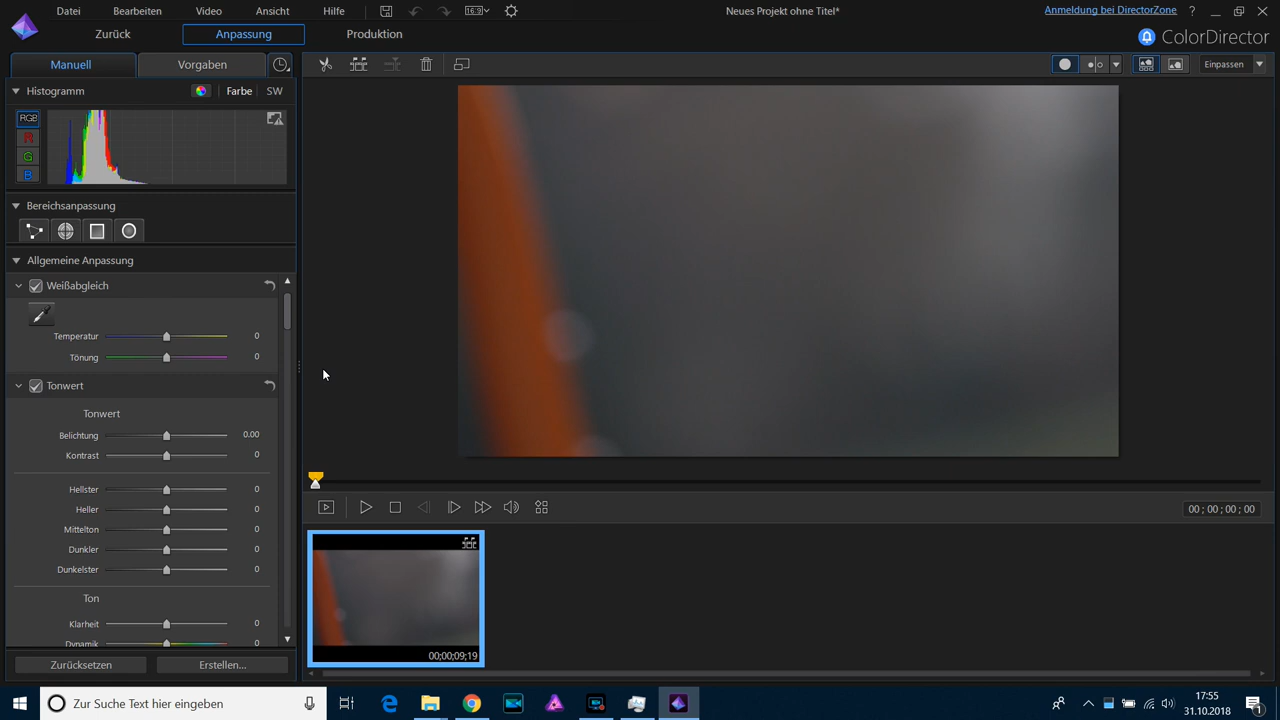 Datei Bearbeiten Video Ansicht Hilfe 16:9 Neues Projekt ohne Titel* Anmeldung bei DirectorZone
Zurück Anpassung Produktion ColorDirector
Manuell Vorgaben Einpassen
Histogramm Farbe SW
RGB
R
G
B
Bereichsanpassung
Allgemeine Anpassung
Weißabgleich
Temperatur 0
Tönung 0
Tonwert
Tonwert
Belichtung 0.00
Kontrast 0
Hellster 0
Heller 0
Mittelton 0
Dunkler 0
Dunkelster 0
Ton
Klarheit 0
Dynamik 0
Zurücksetzen Erstellen...
00 ; 00 ; 00 ; 00
00;00;09;19
Zur Suche Text hier eingeben
17:55
31.10.2018